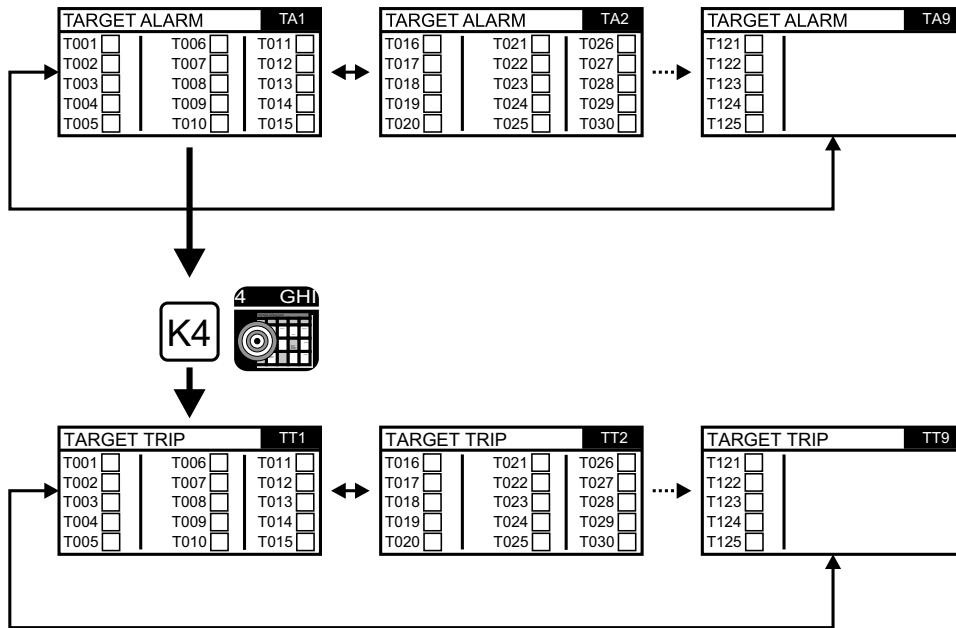 TARGET ALARM TA1
T001 T006 T011
T002 T007 T012
T003 T008 T013
T004 T009 T014
T005 T010 T015
TARGET ALARM TA2
T016 T021 T026
T017 T022 T027
T018 T023 T028
T019 T024 T029
T020 T025 T030
TARGET ALARM TA9
T121
T122
T123
T124
T125
K4
4 GHI
TARGET TRIP TT1
T001 T006 T011
T002 T007 T012
T003 T008 T013
T004 T009 T014
T005 T010 T015
TARGET TRIP TT2
T016 T021 T026
T017 T022 T027
T018 T023 T028
T019 T024 T029
T020 T025 T030
TARGET TRIP TT9
T121
T122
T123
T124
T125